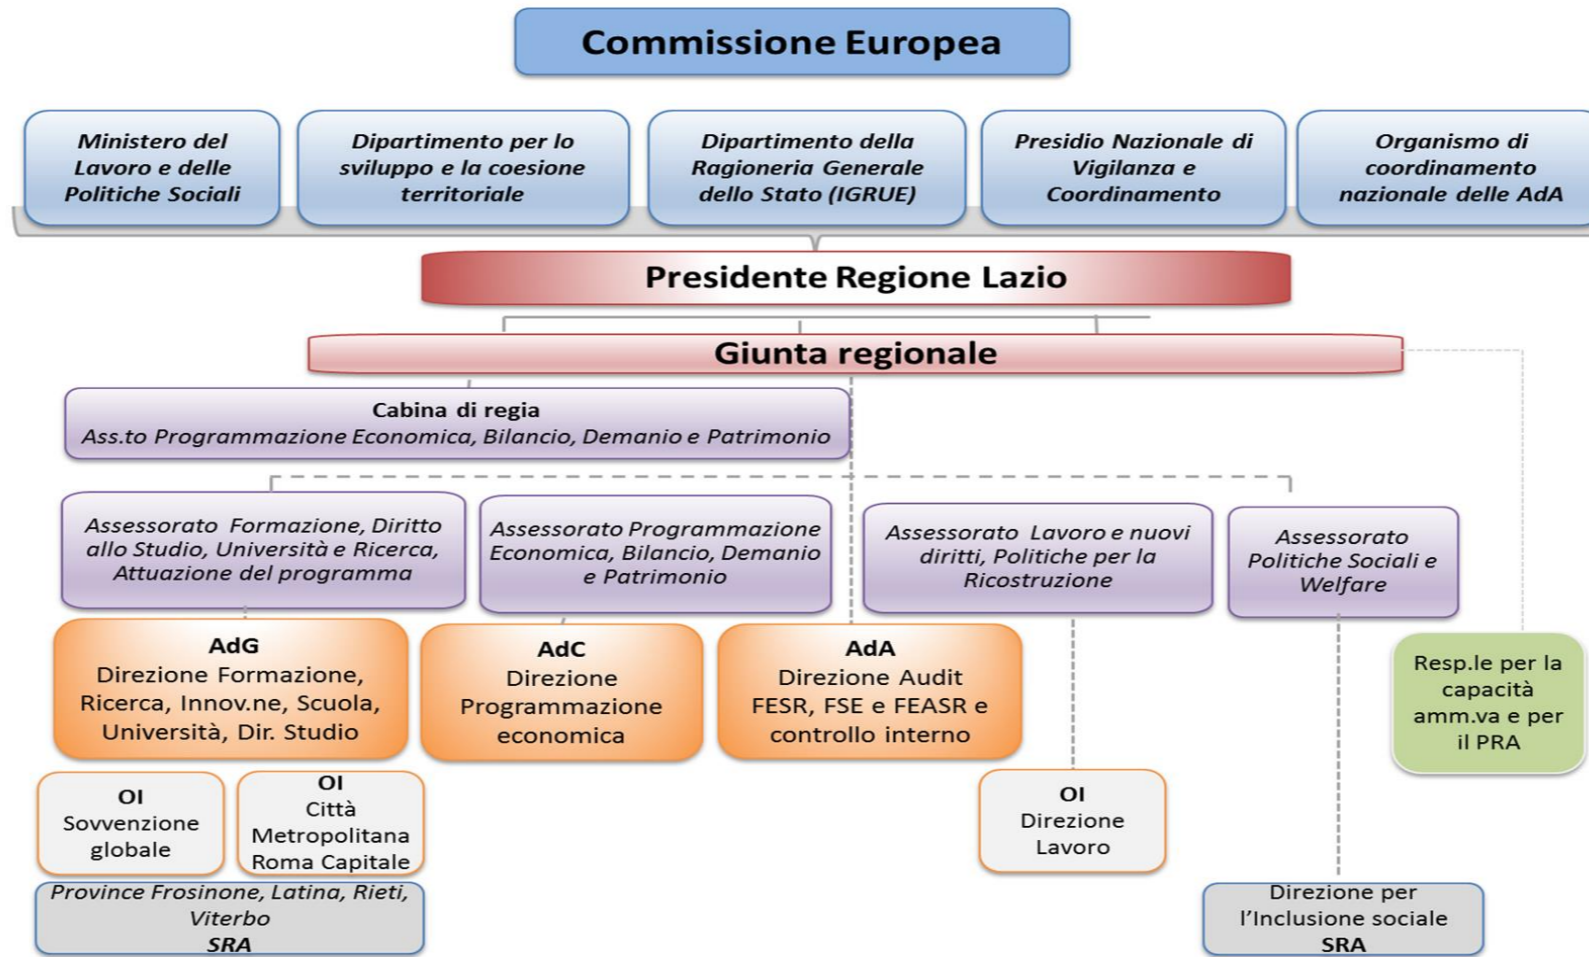 Commissione Europea
Ministero del
Lavoro e delle
Politiche Sociali
Dipartimento per lo
sviluppo e la coesione
territoriale
Dipartimento della
Ragioneria Generale
dello Stato (IGRUE)
Presidio Nazionale di
Vigilanza e
Coordinamento
Organismo di
coordinamento
nazionale delle AdA
Presidente Regione Lazio
Giunta regionale
Cabina di regia
Ass.to Programmazione Economica, Bilancio, Demanio e Patrimonio
Assessorato Formazione, Diritto
allo Studio, Università e Ricerca,
Attuazione del programma
Assessorato Programmazione
Economica, Bilancio, Demanio
e Patrimonio
Assessorato Lavoro e nuovi
diritti, Politiche per la
Ricostruzione
Assessorato
Politiche Sociali e
Welfare
AdG
Direzione Formazione,
Ricerca, Innov.ne, Scuola,
Università, Dir. Studio
AdC
Direzione
Programmazione
economica
AdA
Direzione Audit
FESR, FSE e FEASR e
controllo interno
Resp.le per la
capacità
amm.va e per
il PRA
OI
Sovvenzione
globale
OI
Città
Metropolitana
Roma Capitale
OI
Direzione
Lavoro
Province Frosinone, Latina, Rieti,
Viterbo
SRA
Direzione per
l'Inclusione sociale
SRA